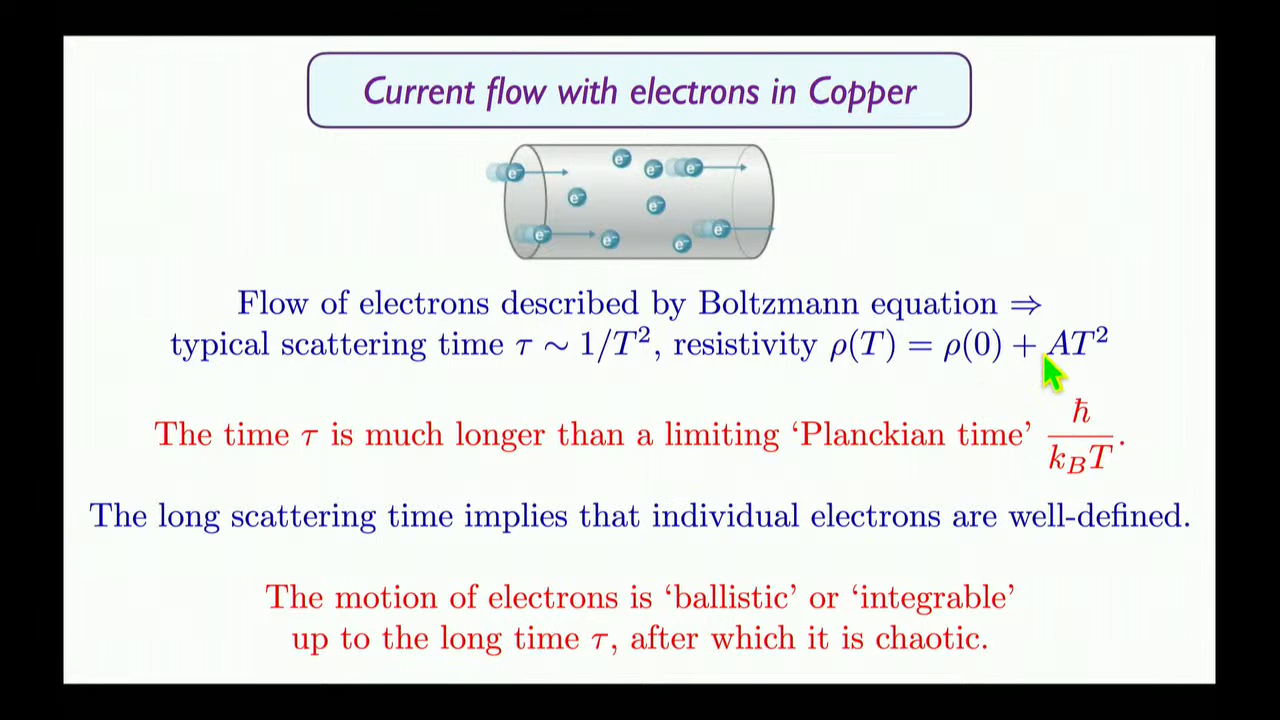 Current flow with electrons in Copper
e⁻ e⁻ e⁻ e⁻
e⁻ e⁻
e⁻ e⁻ e⁻ e⁻
Flow of electrons described by Boltzmann equation ⇒
typical scattering time τ ∼ 1/T², resistivity ρ(T) = ρ(0) + AT²
The time τ is much longer than a limiting ‘Planckian time’ ħ/(k_B T).
The long scattering time implies that individual electrons are well-defined.
The motion of electrons is ‘ballistic’ or ‘integrable’
up to the long time τ, after which it is chaotic.